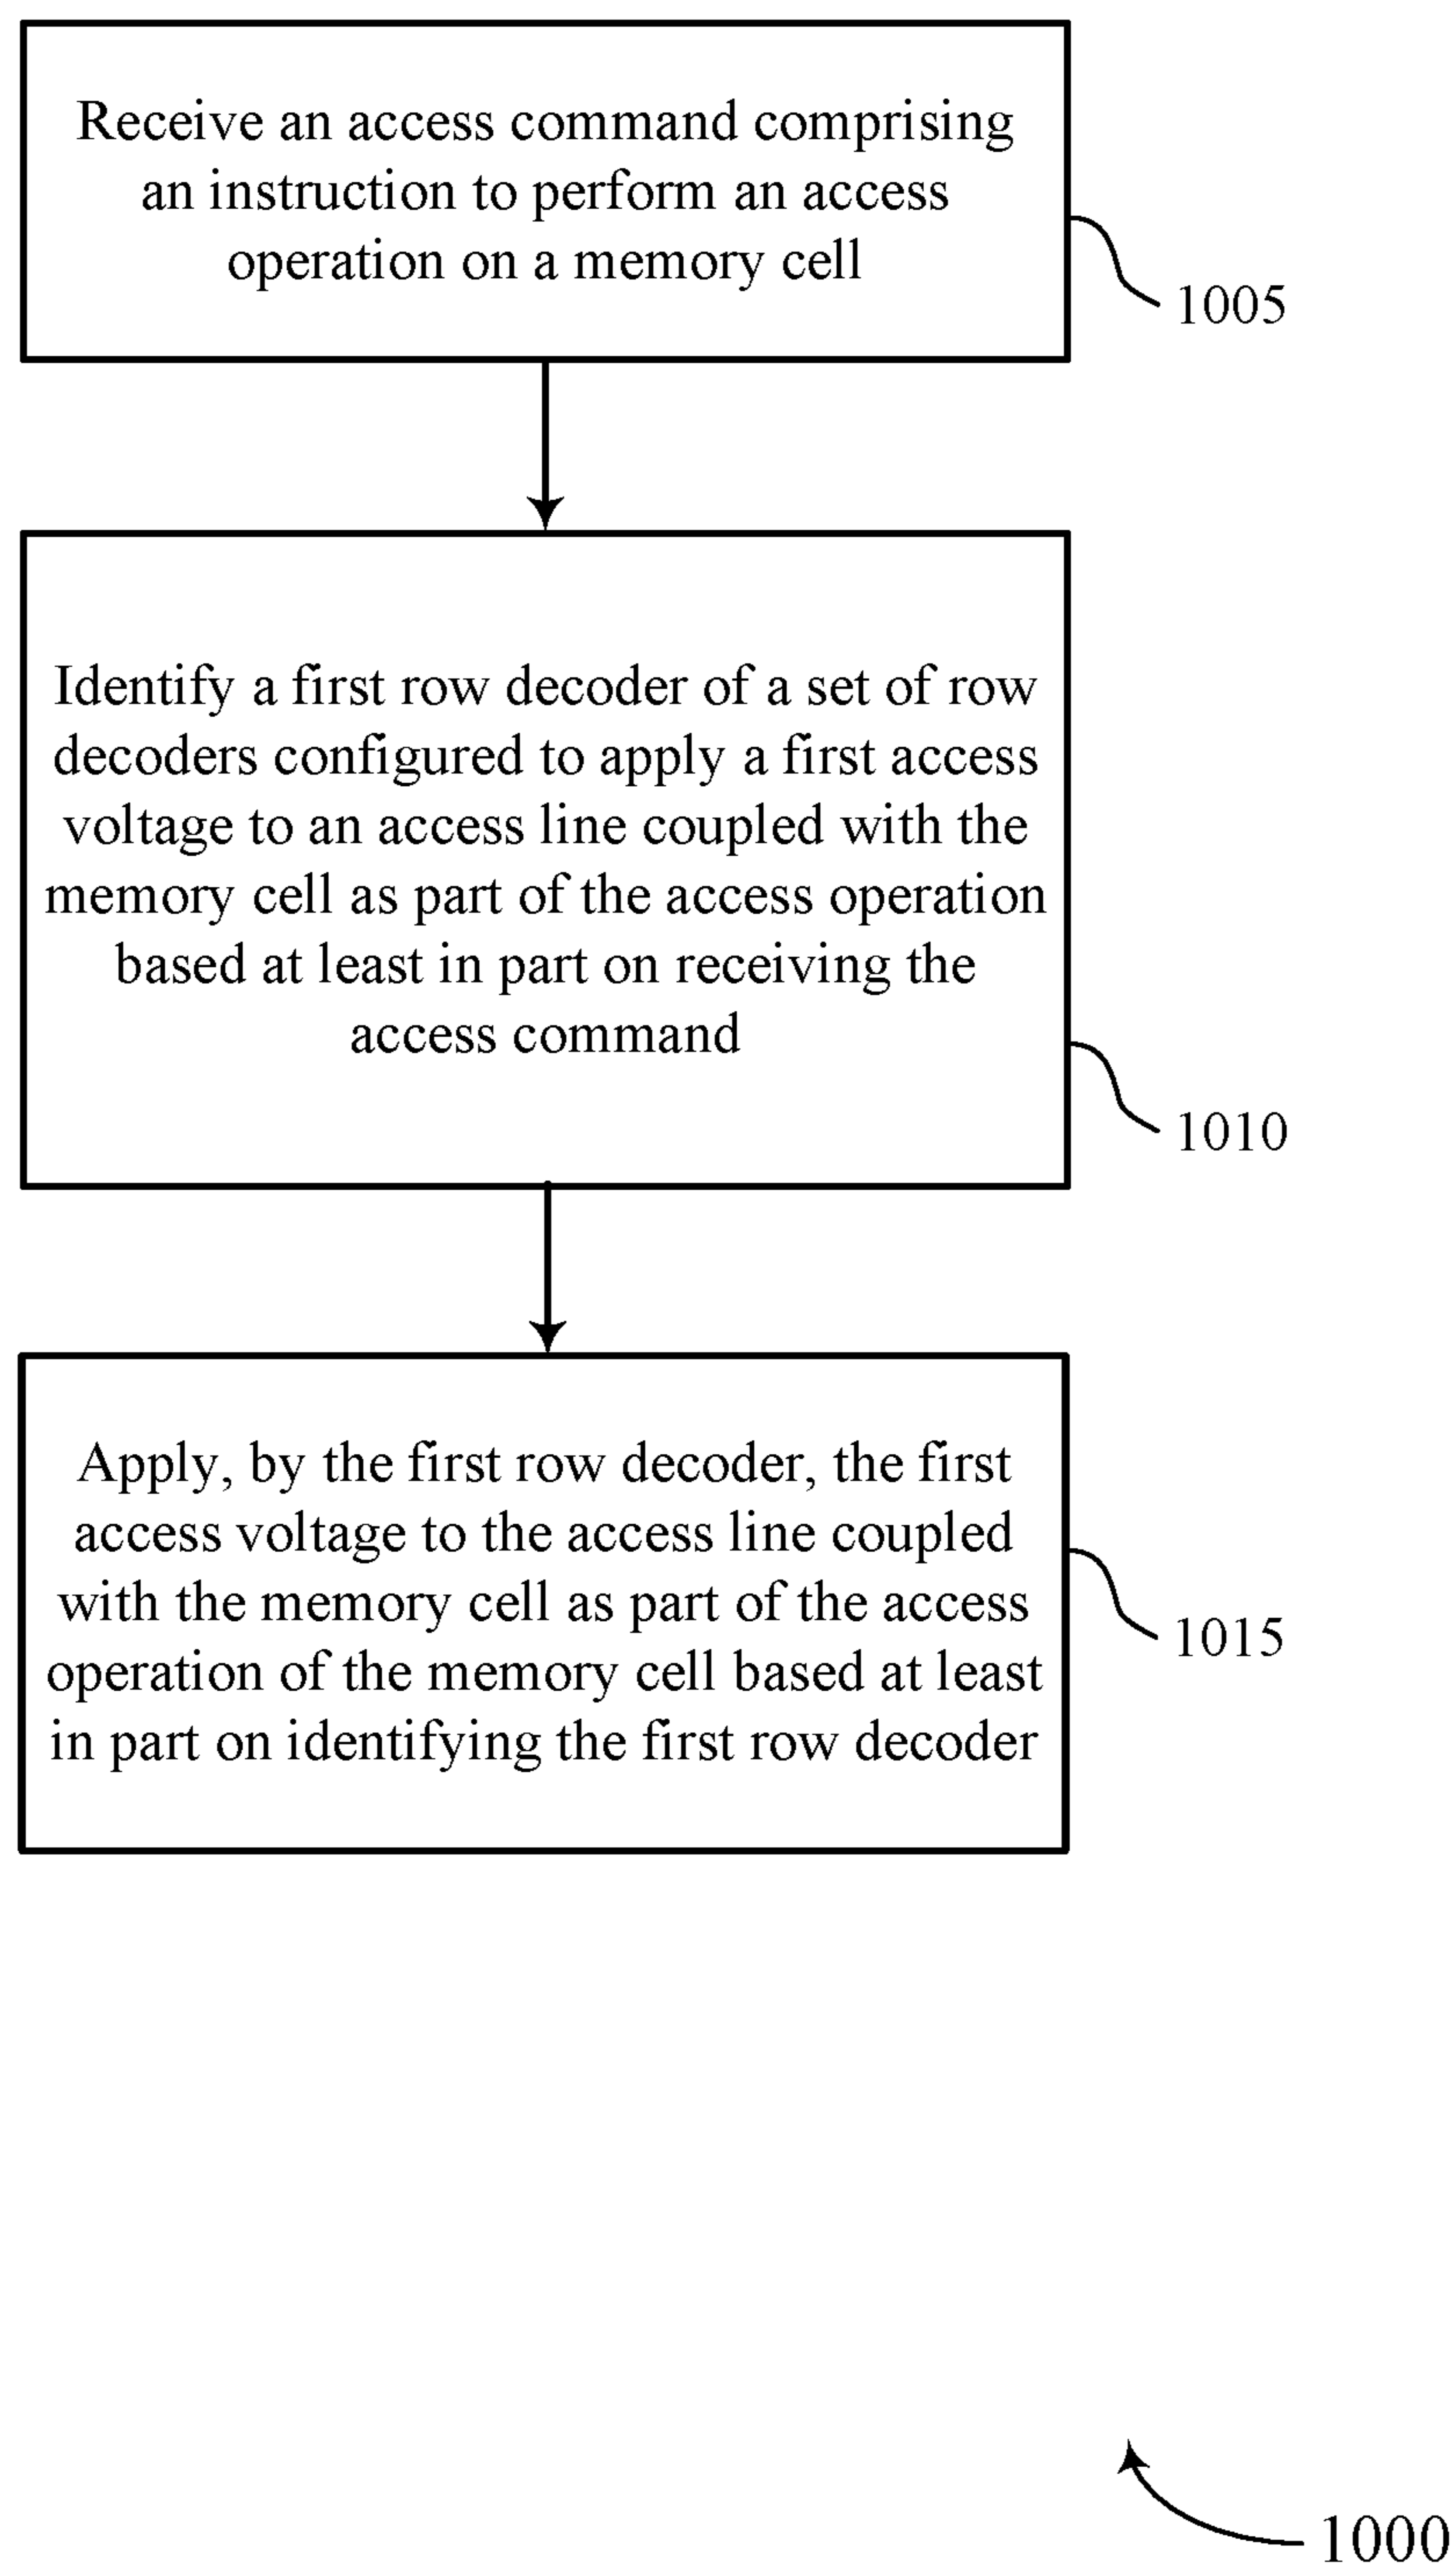 Receive an access command comprising
an instruction to perform an access
operation on a memory cell
1005
Identify a first row decoder of a set of row
decoders configured to apply a first access
voltage to an access line coupled with the
memory cell as part of the access operation
based at least in part on receiving the
access command
1010
Apply, by the first row decoder, the first
access voltage to the access line coupled
with the memory cell as part of the access
operation of the memory cell based at least
in part on identifying the first row decoder
1015
1000